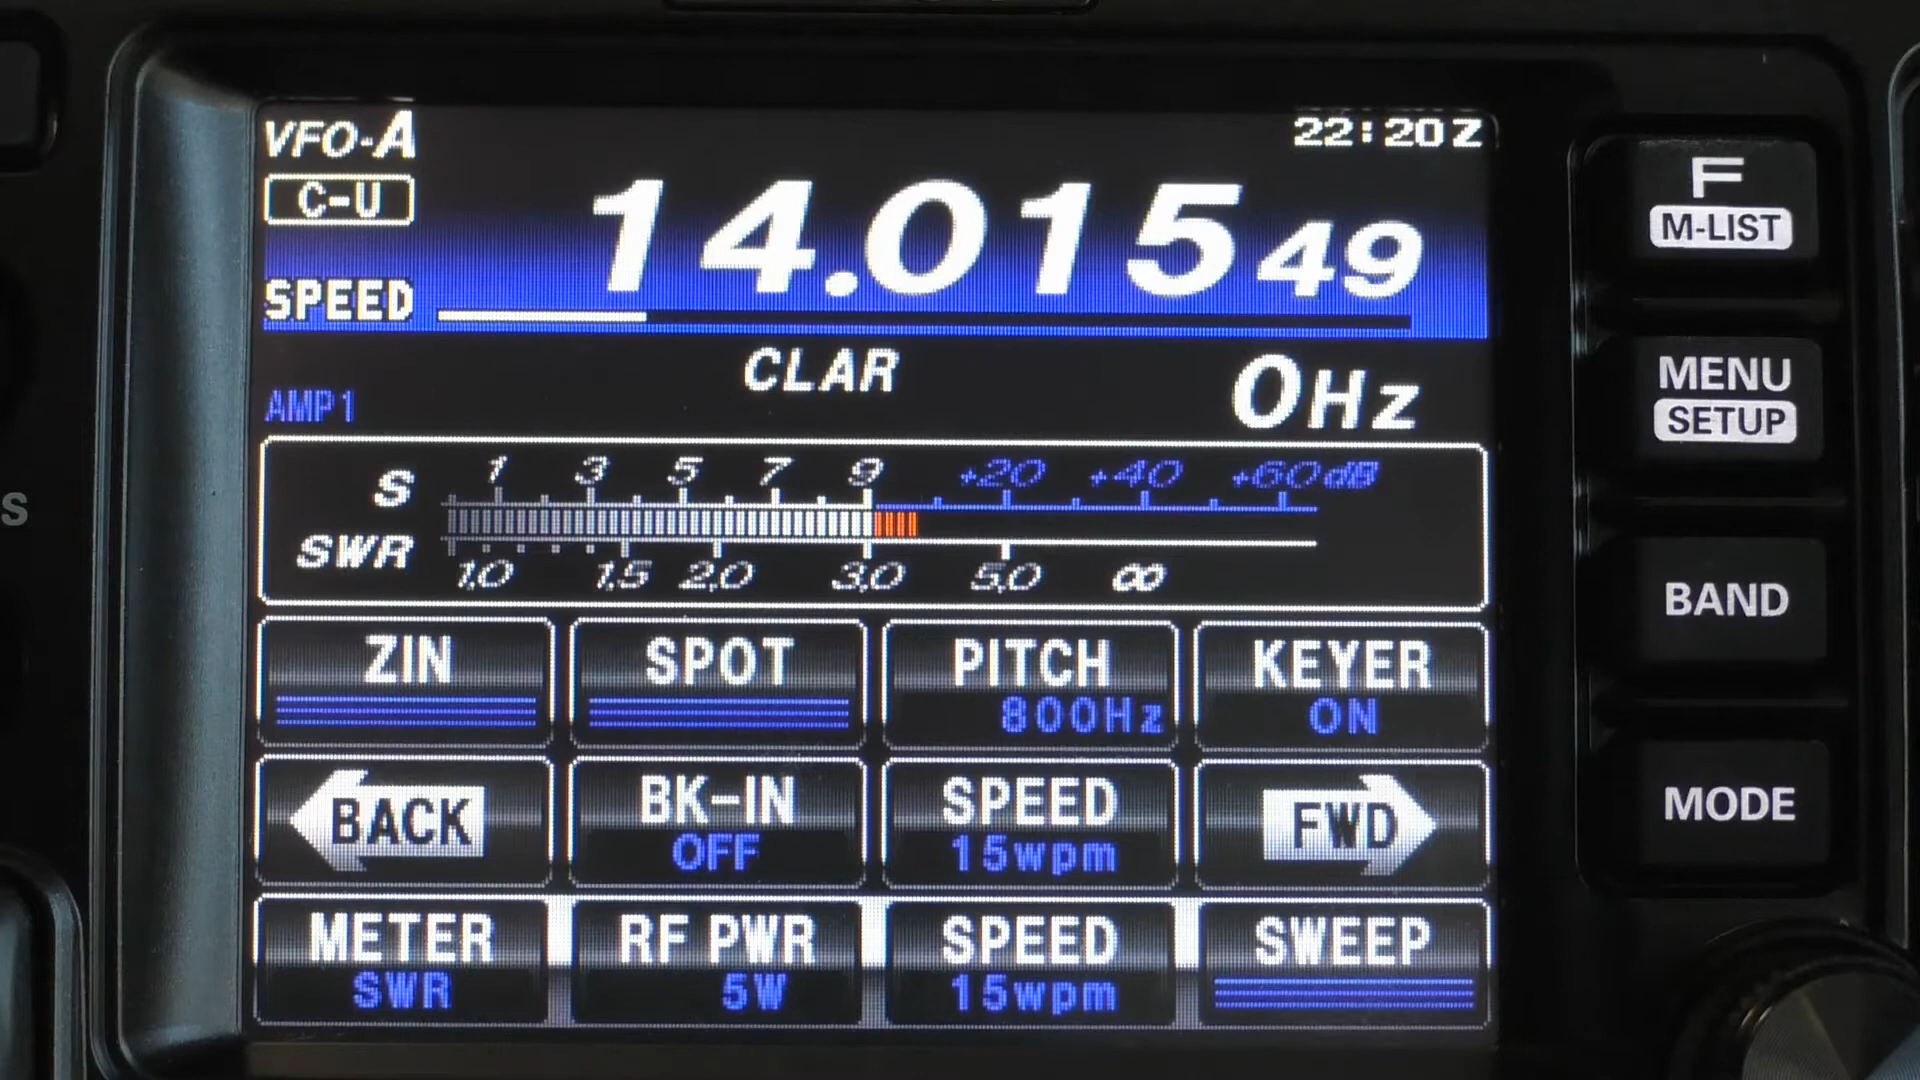 VFO-A
22:20Z
C-U
14.015 49
SPEED
CLAR
0Hz
AMP1
S 1 3 5 7 9 +20 +40 +60dB
SWR 1,0 1,5 2,0 3,0 5,0 ∞
ZIN SPOT PITCH KEYER
800Hz ON
BACK BK-IN SPEED FWD
OFF 15wpm
METER RF PWR SPEED SWEEP
SWR 5W 15wpm
F
M-LIST
MENU
SETUP
BAND
MODE
S